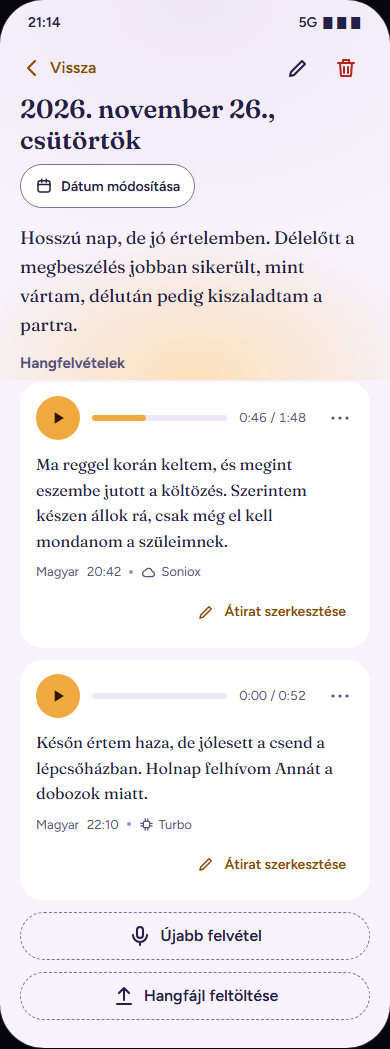 21:14
5G
Vissza
2026. november 26.,
csütörtök
Dátum módosítása
Hosszú nap, de jó értelemben. Délelőtt a
megbeszélés jobban sikerült, mint
vártam, délután pedig kiszaladtam a
partra.
Hangfelvételek
0:46 / 1:48
Ma reggel korán keltem, és megint
eszembe jutott a költözés. Szerintem
készen állok rá, csak még el kell
mondanom a szüleimnek.
Magyar 20:42 • Soniox
Átirat szerkesztése
0:00 / 0:52
Későn értem haza, de jólesett a csend a
lépcsőházban. Holnap felhívom Annát a
dobozok miatt.
Magyar 22:10 • Turbo
Átirat szerkesztése
Újabb felvétel
Hangfájl feltöltése